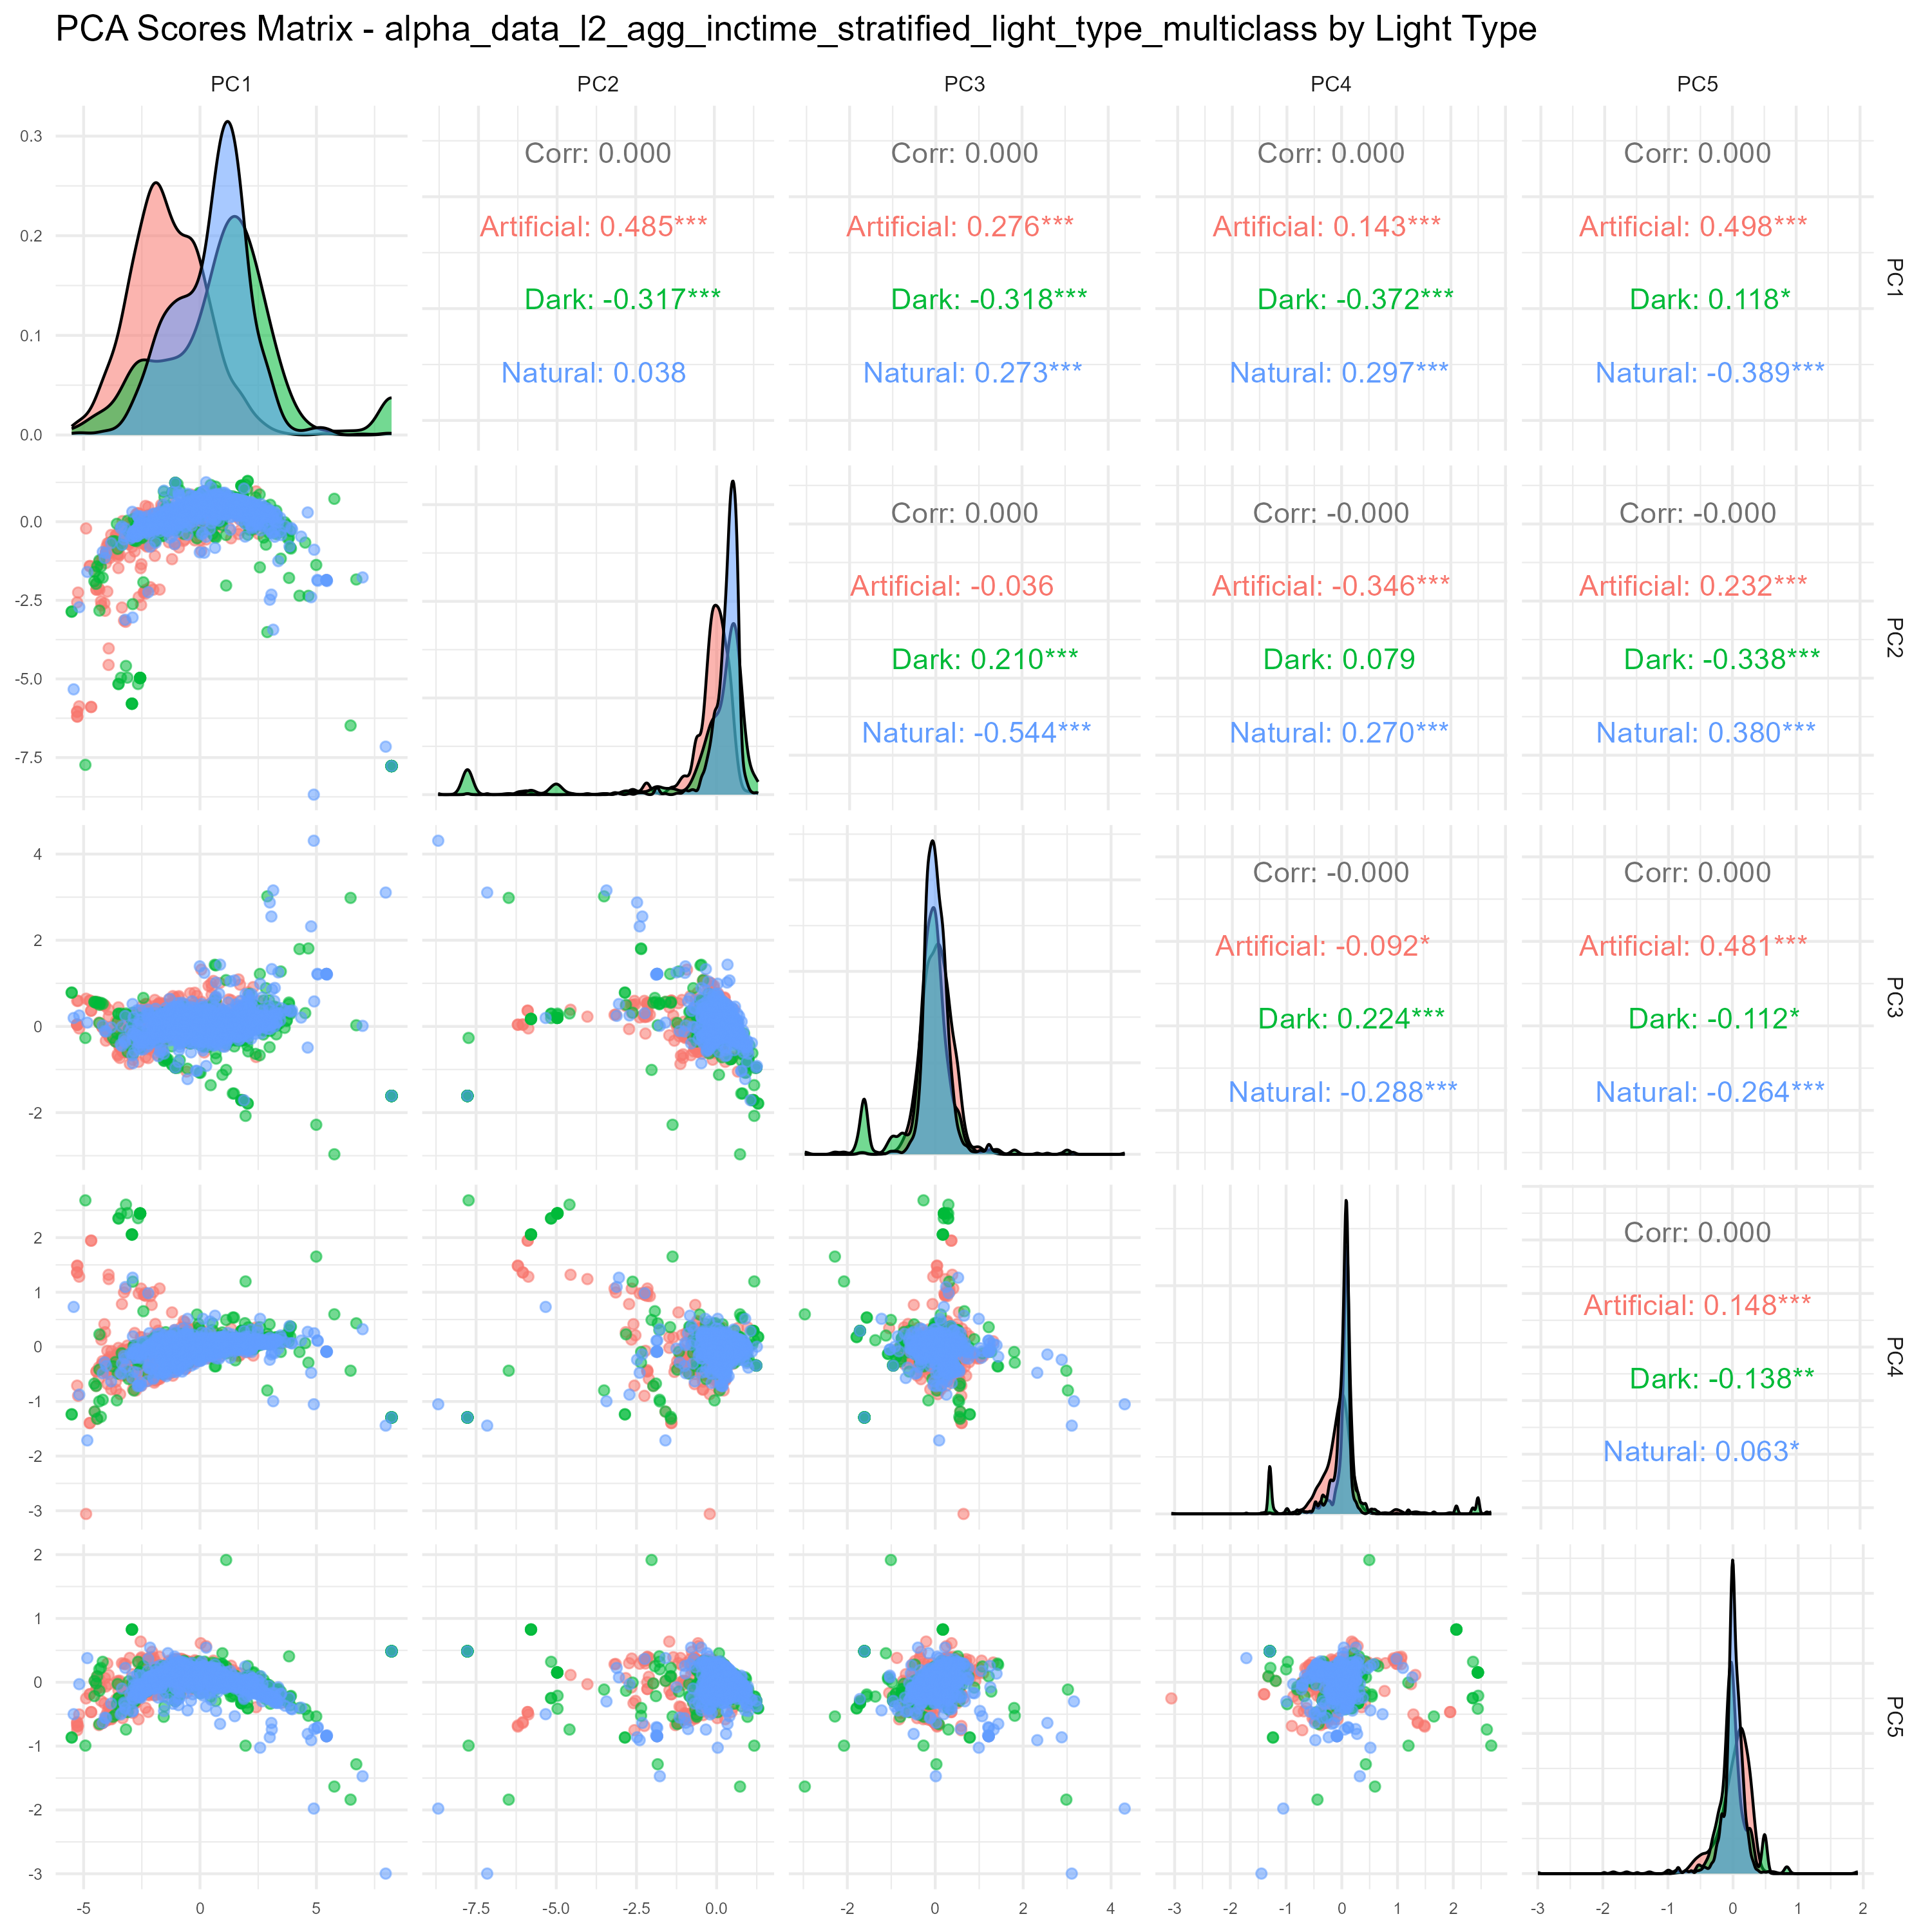 PCA Scores Matrix - alpha_data_l2_agg_inctime_stratified_light_type_multiclass by Light Type
PC1 PC2 PC3 PC4 PC5
0.3
0.2
0.1
0.0
Corr: 0.000
Artificial: 0.485***
Dark: -0.317***
Natural: 0.038
Corr: 0.000
Artificial: 0.276***
Dark: -0.318***
Natural: 0.273***
Corr: 0.000
Artificial: 0.143***
Dark: -0.372***
Natural: 0.297***
Corr: 0.000
Artificial: 0.498***
Dark: 0.118*
Natural: -0.389***
PC1
0.0
-2.5
-5.0
-7.5
Corr: 0.000
Artificial: -0.036
Dark: 0.210***
Natural: -0.544***
Corr: -0.000
Artificial: -0.346***
Dark: 0.079
Natural: 0.270***
Corr: -0.000
Artificial: 0.232***
Dark: -0.338***
Natural: 0.380***
PC2
4
2
0
-2
Corr: -0.000
Artificial: -0.092*
Dark: 0.224***
Natural: -0.288***
Corr: 0.000
Artificial: 0.481***
Dark: -0.112*
Natural: -0.264***
PC3
2
1
0
-1
-2
-3
Corr: 0.000
Artificial: 0.148***
Dark: -0.138**
Natural: 0.063*
PC4
2
1
0
-1
-2
-3
PC5
-5 0 5
-7.5 -5.0 -2.5 0.0
-2 0 2 4
-3 -2 -1 0 1 2
-3 -2 -1 0 1 2